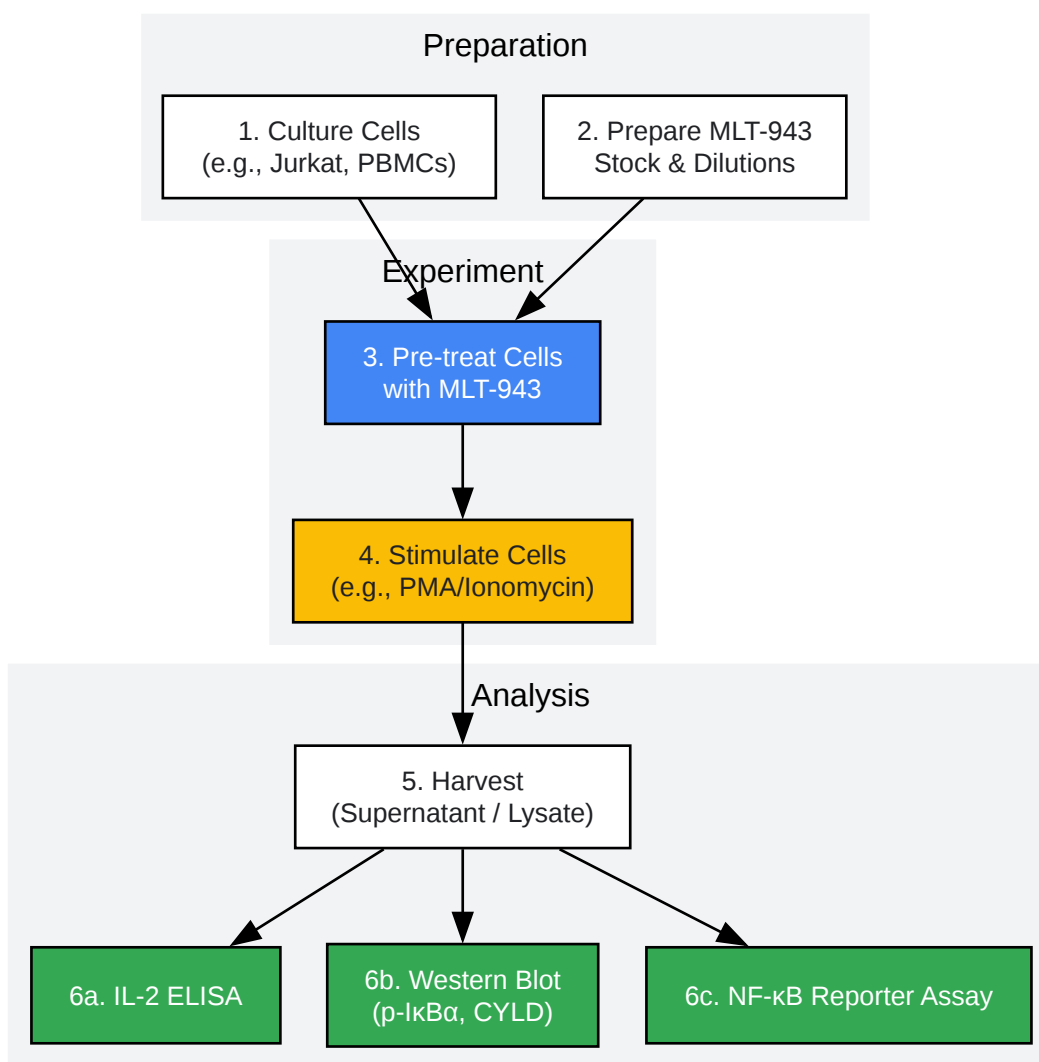 Preparation
1. Culture Cells
(e.g., Jurkat, PBMCs)
2. Prepare MLT-943
Stock & Dilutions
Experiment
3. Pre-treat Cells
with MLT-943
4. Stimulate Cells
(e.g., PMA/Ionomycin)
Analysis
5. Harvest
(Supernatant / Lysate)
6a. IL-2 ELISA
6b. Western Blot
(p-IκBα, CYLD)
6c. NF-κB Reporter Assay